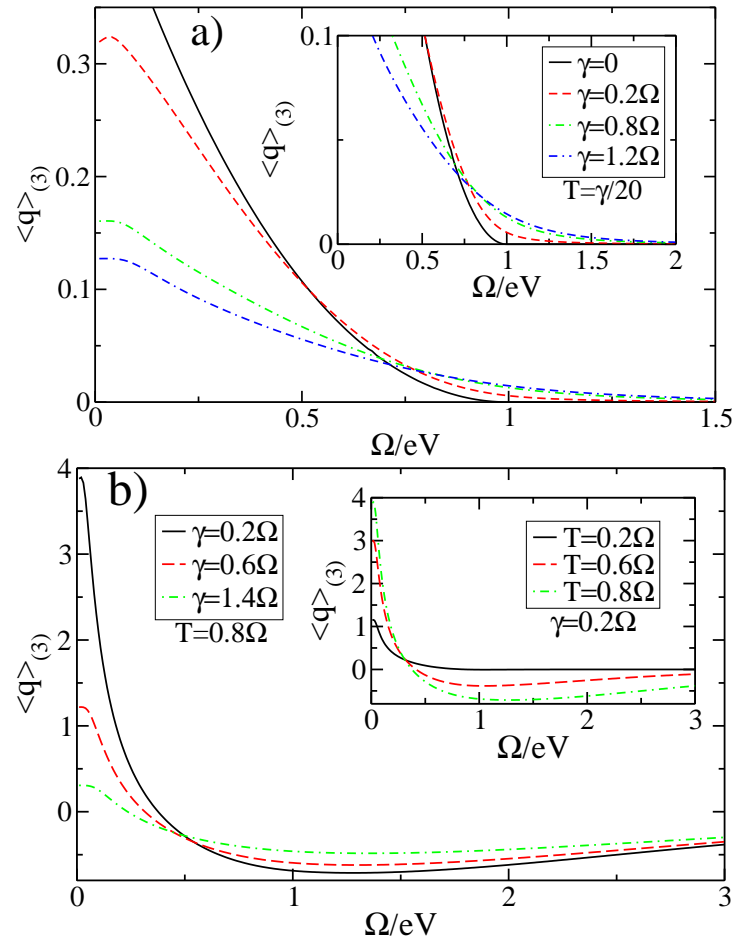 a)
0.3
0.2
0.1
0
<q>(3)
0
0.5
1
1.5
Ω/eV
0.1
0
<q>(3)
γ=0
γ=0.2Ω
γ=0.8Ω
γ=1.2Ω
T=γ/20
0
0.5
1
1.5
2
Ω/eV
b)
4
3
2
1
0
<q>(3)
γ=0.2Ω
γ=0.6Ω
γ=1.4Ω
T=0.8Ω
0
1
2
3
Ω/eV
4
3
2
1
0
<q>(3)
T=0.2Ω
T=0.6Ω
T=0.8Ω
γ=0.2Ω
0
1
2
3
Ω/eV